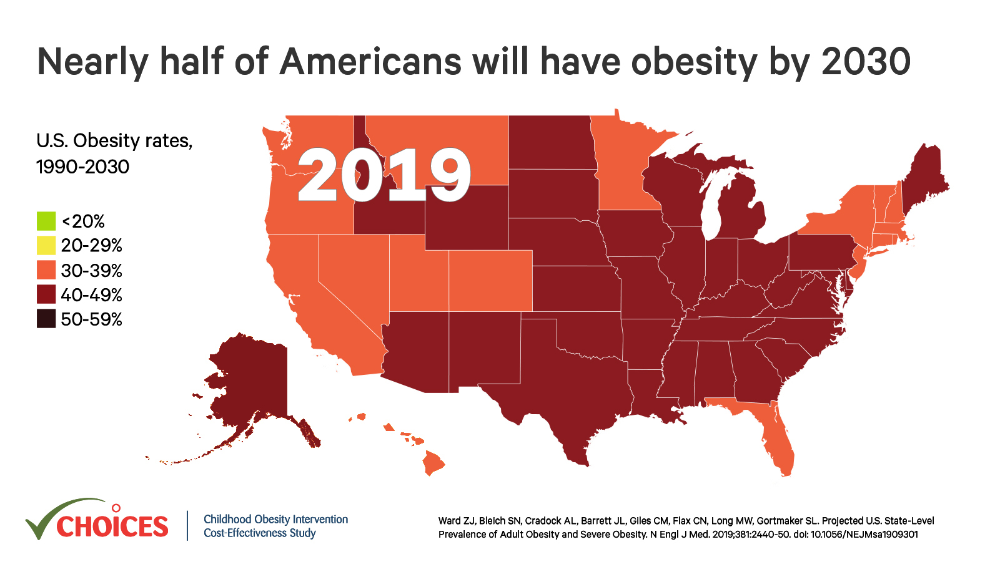 Nearly half of Americans will have obesity by 2030
U.S. Obesity rates,
1990-2030
2019
<20%
20-29%
30-39%
40-49%
50-59%
CHOICES
Childhood Obesity Intervention
Cost-Effectiveness Study
Ward ZJ, Bleich SN, Cradock AL, Barrett JL, Giles CM, Flax CN, Long MW, Gortmaker SL. Projected U.S. State-Level
Prevalence of Adult Obesity and Severe Obesity. N Engl J Med. 2019;381:2440-50. doi: 10.1056/NEJMsa1909301